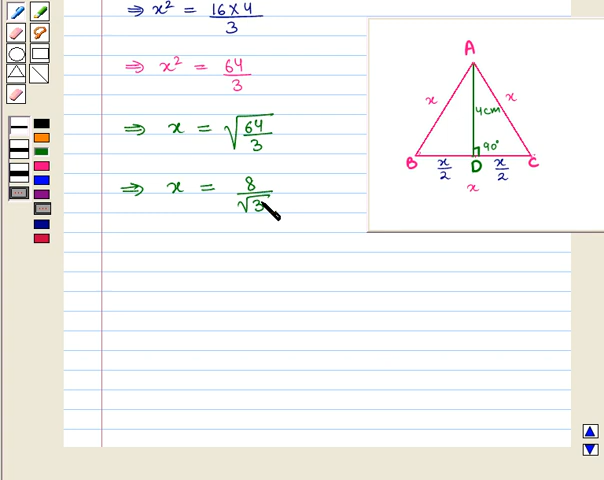 ⇒ x² = 16 × 4 / 3
⇒ x² = 64 / 3
⇒ x = √(64 / 3)
⇒ x = 8 / √3
A
x x
4cm
90°
B x/2 D x/2 C
x